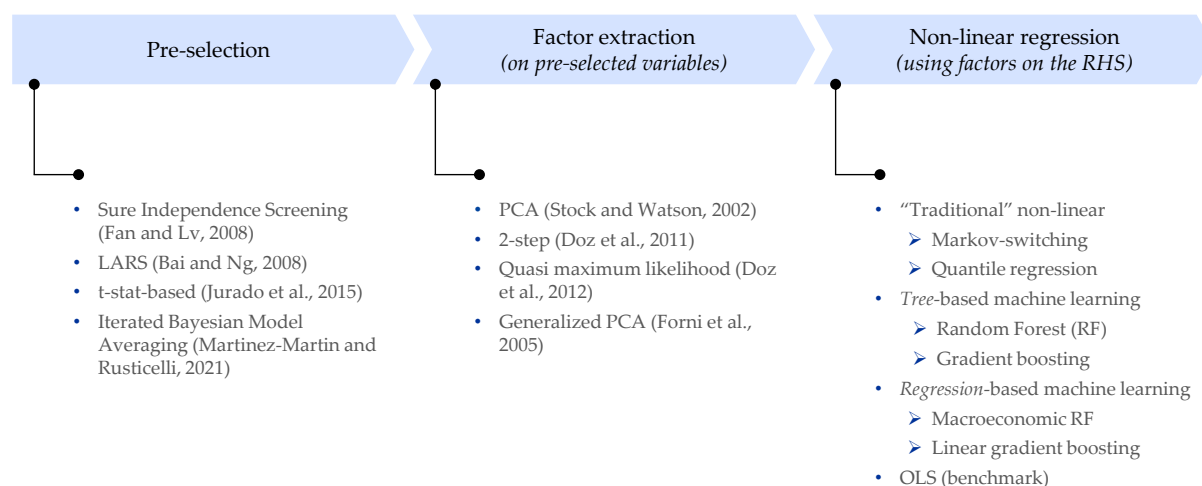 Pre-selection
Factor extraction
(on pre-selected variables)
Non-linear regression
(using factors on the RHS)
• Sure Independence Screening
(Fan and Lv, 2008)
• LARS (Bai and Ng, 2008)
• t-stat-based (Jurado et al., 2015)
• Iterated Bayesian Model
Averaging (Martinez-Martin and
Rusticelli, 2021)
• PCA (Stock and Watson, 2002)
• 2-step (Doz et al., 2011)
• Quasi maximum likelihood (Doz
et al., 2012)
• Generalized PCA (Forni et al.,
2005)
• “Traditional” non-linear
➢ Markov-switching
➢ Quantile regression
• Tree-based machine learning
➢ Random Forest (RF)
➢ Gradient boosting
• Regression-based machine learning
➢ Macroeconomic RF
➢ Linear gradient boosting
• OLS (benchmark)